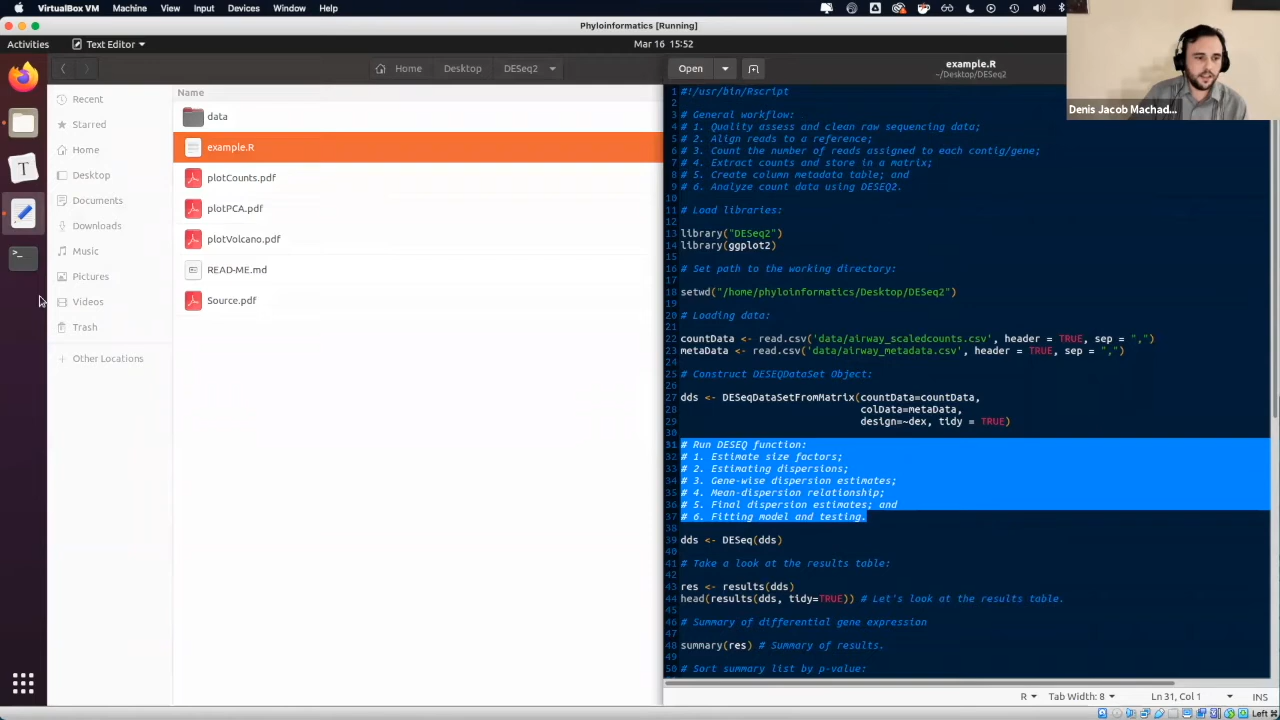 VirtualBox VM Machine View Input Devices Window Help
Phyloinformatics [Running]
Activities Text Editor Mar 16 15:52
Home Desktop DESeq2
Open
example.R
~/Desktop/DESeq2
Denis Jacob Machad...
Recent
Starred
Home
Desktop
Documents
Downloads
Music
Pictures
Videos
Trash
Other Locations
Name
data
example.R
plotCounts.pdf
plotPCA.pdf
plotVolcano.pdf
READ-ME.md
Source.pdf
1 #!/usr/bin/Rscript
2
3 # General workflow:
4 # 1. Quality assess and clean raw sequencing data;
5 # 2. Align reads to a reference;
6 # 3. Count the number of reads assigned to each contig/gene;
7 # 4. Extract counts and store in a matrix;
8 # 5. Create column metadata table; and
9 # 6. Analyze count data using DESEQ2.
10
11 # Load libraries:
12
13 library("DESeq2")
14 library(ggplot2)
15
16 # Set path to the working directory:
17
18 setwd("/home/phyloinformatics/Desktop/DESeq2")
19
20 # Loading data:
21
22 countData <- read.csv('data/airway_scaledcounts.csv', header = TRUE, sep = ",")
23 metaData <- read.csv('data/airway_metadata.csv', header = TRUE, sep = ",")
24
25 # Construct DESEQDataSet Object:
26
27 dds <- DESeqDataSetFromMatrix(countData=countData,
28 colData=metaData,
29 design=~dex, tidy = TRUE)
30
31 # Run DESEQ function:
32 # 1. Estimate size factors;
33 # 2. Estimating dispersions;
34 # 3. Gene-wise dispersion estimates;
35 # 4. Mean-dispersion relationship;
36 # 5. Final dispersion estimates; and
37 # 6. Fitting model and testing.
38
39 dds <- DESeq(dds)
40
41 # Take a look at the results table:
42
43 res <- results(dds)
44 head(results(dds, tidy=TRUE)) # Let's look at the results table.
45
46 # Summary of differential gene expression
47
48 summary(res) # Summary of results.
49
50 # Sort summary list by p-value:
R Tab Width: 8 Ln 31, Col 1 INS
Left ⌘